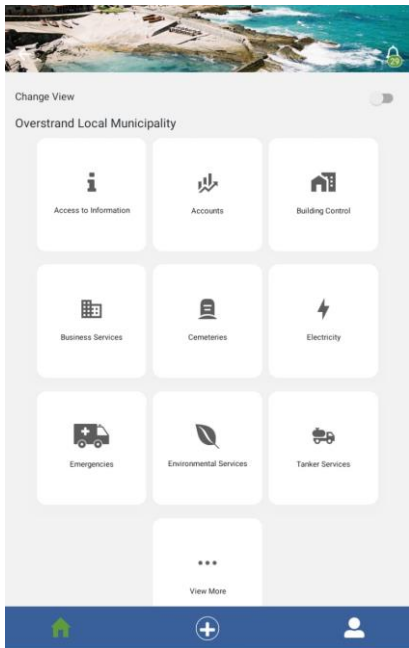 29
Change View
Overstrand Local Municipality
Access to Information
Accounts
Building Control
Business Services
Cemeteries
Electricity
Emergencies
Environmental Services
Tanker Services
View More